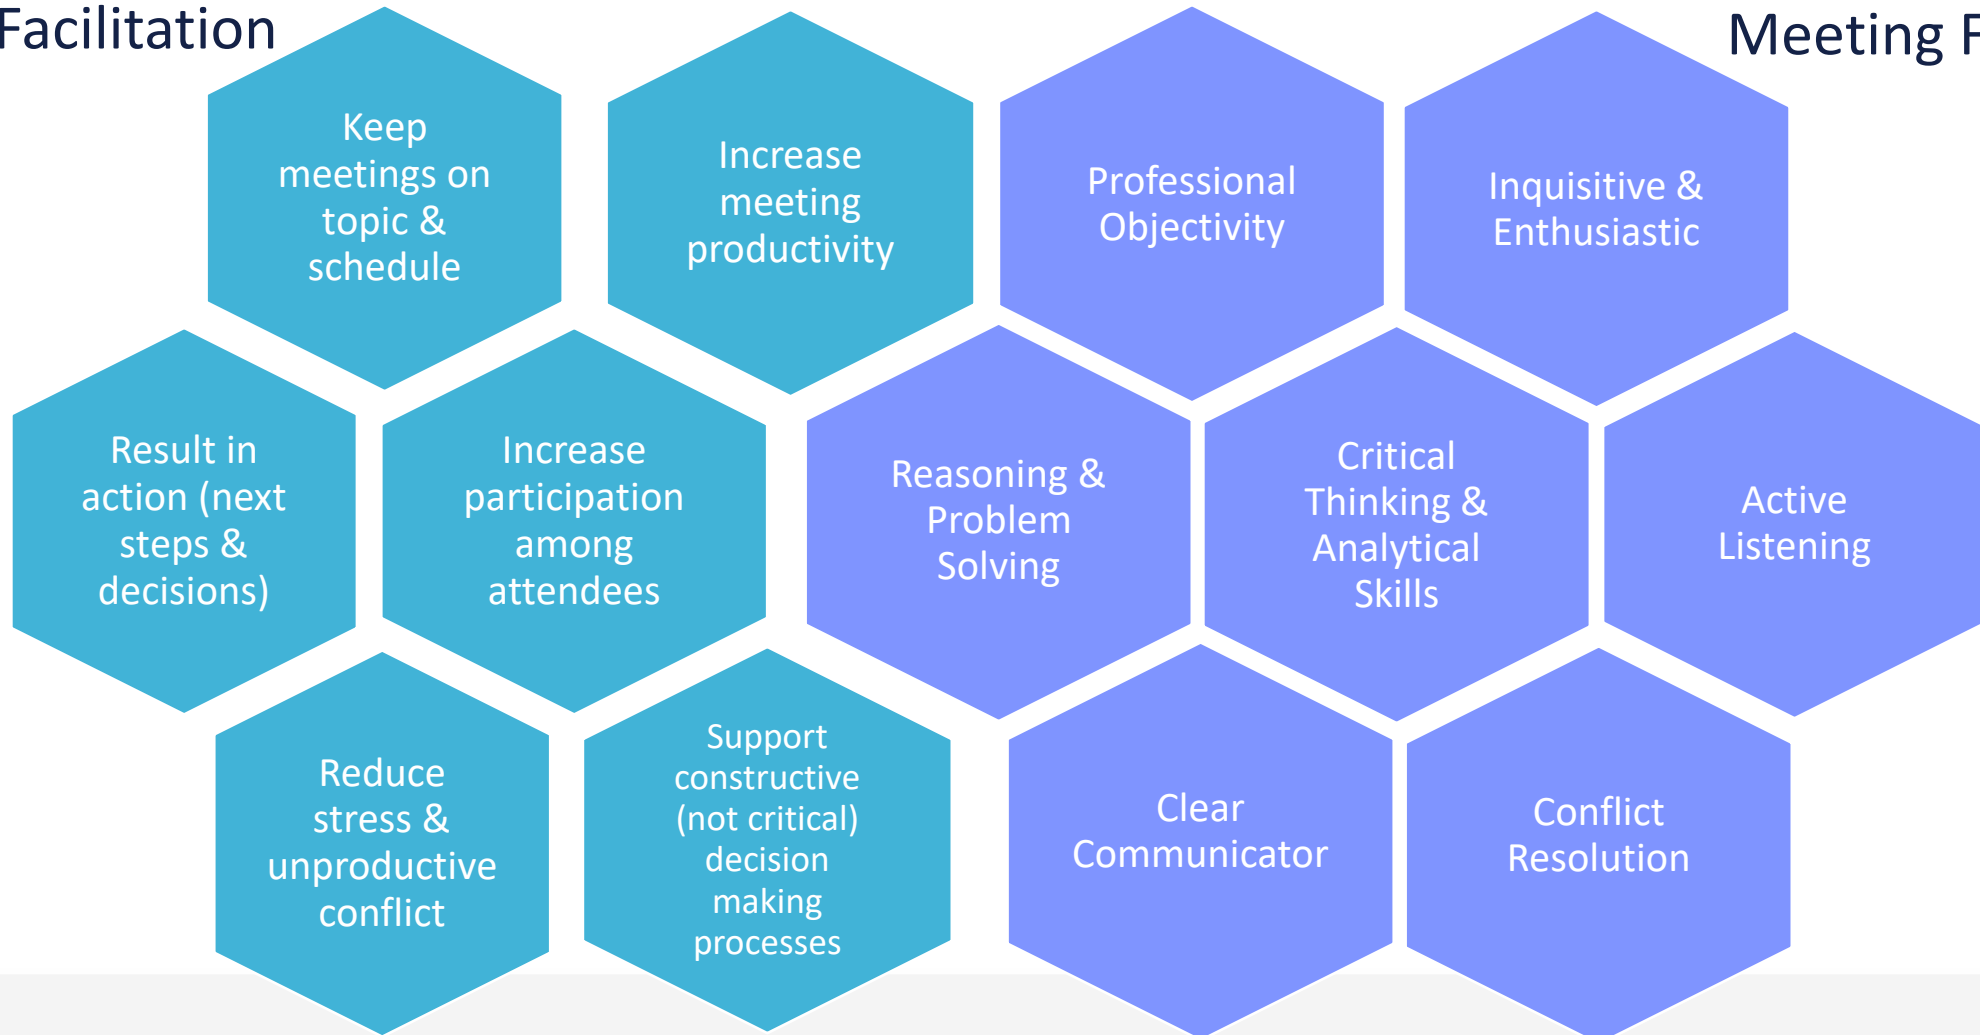 Facilitation
Meeting F
Keep
meetings on
topic &
schedule
Increase
meeting
productivity
Professional
Objectivity
Inquisitive &
Enthusiastic
Result in
action (next
steps &
decisions)
Increase
participation
among
attendees
Reasoning &
Problem
Solving
Critical
Thinking &
Analytical
Skills
Active
Listening
Reduce
stress &
unproductive
conflict
Support
constructive
(not critical)
decision
making
processes
Clear
Communicator
Conflict
Resolution